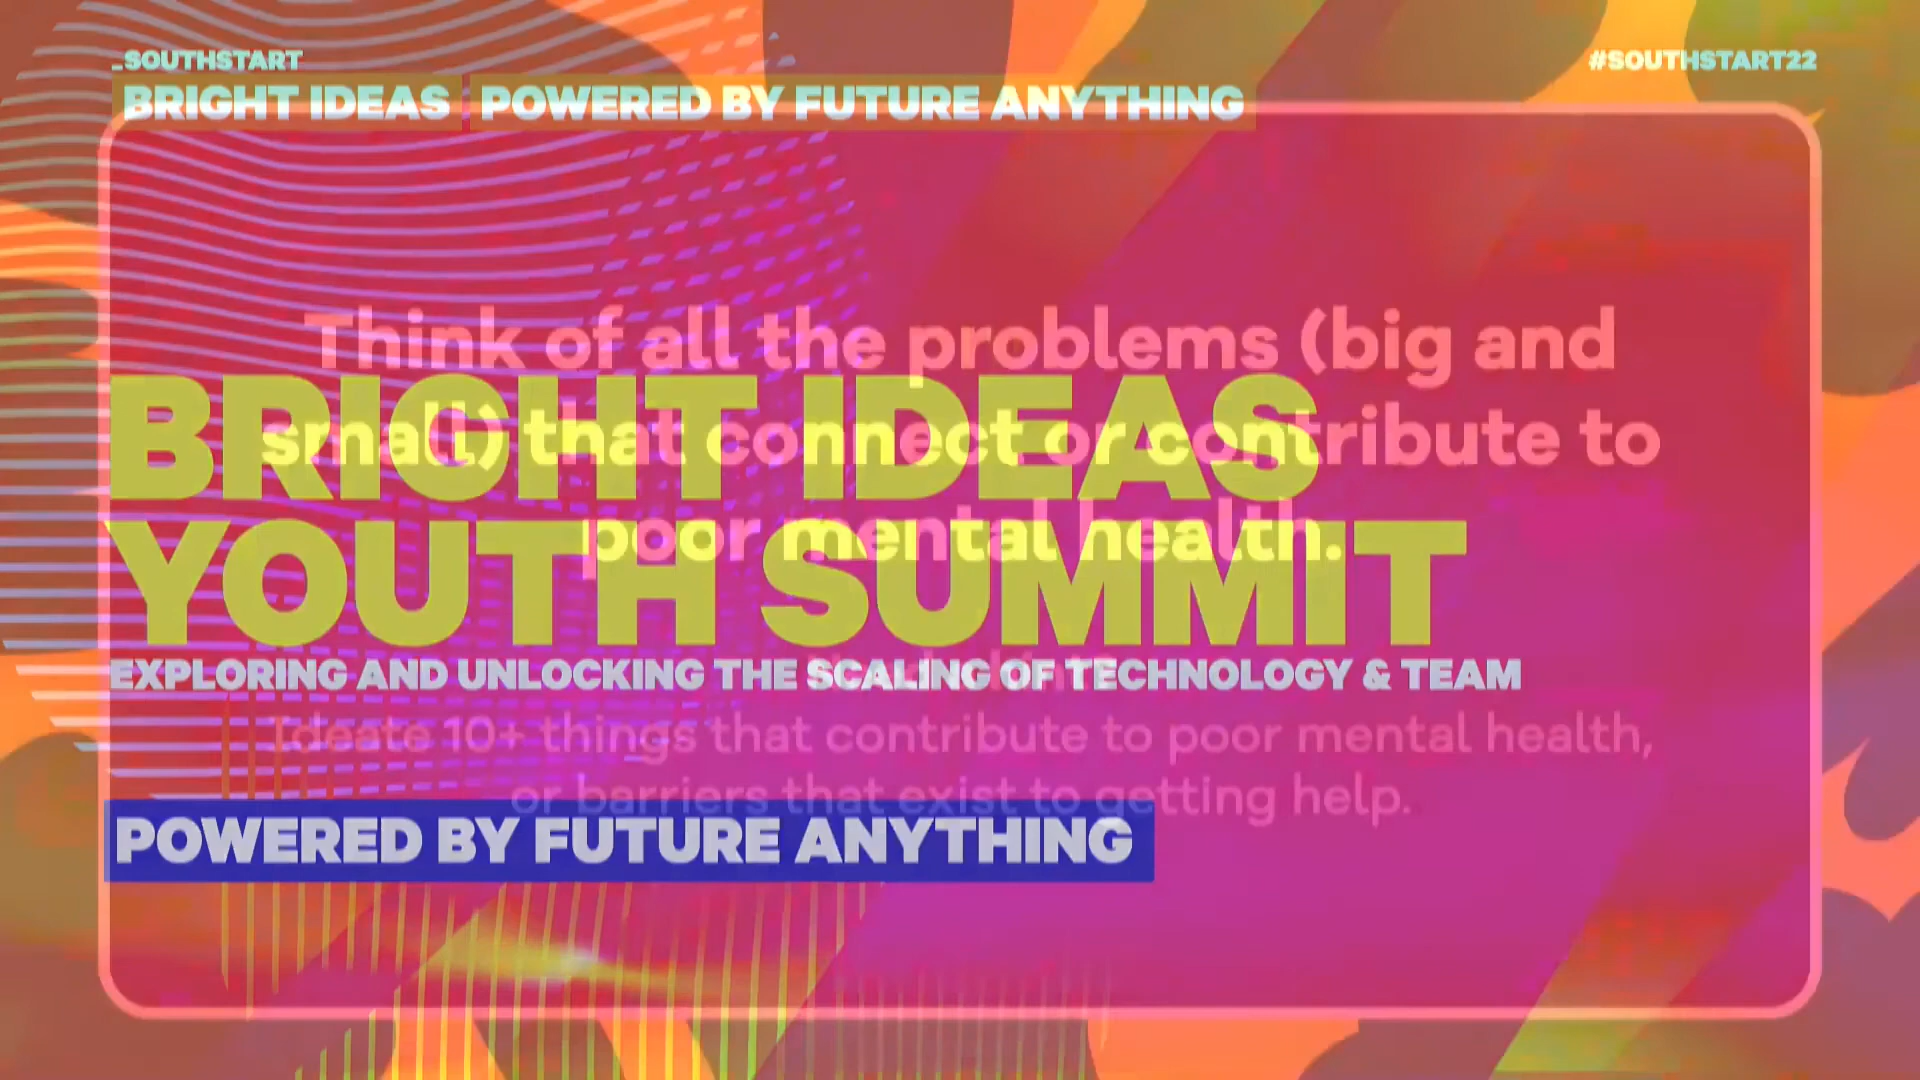 _SOUTHSTART
#SOUTHSTART22
BRIGHT IDEAS POWERED BY FUTURE ANYTHING
Think of all the problems (big and
small) that connect or contribute to
poor mental health.
BRIGHT IDEAS
YOUTH SUMMIT
EXPLORING AND UNLOCKING THE SCALING OF TECHNOLOGY & TEAM
Ideate 10+ things that contribute to poor mental health,
or barriers that exist to getting help.
POWERED BY FUTURE ANYTHING